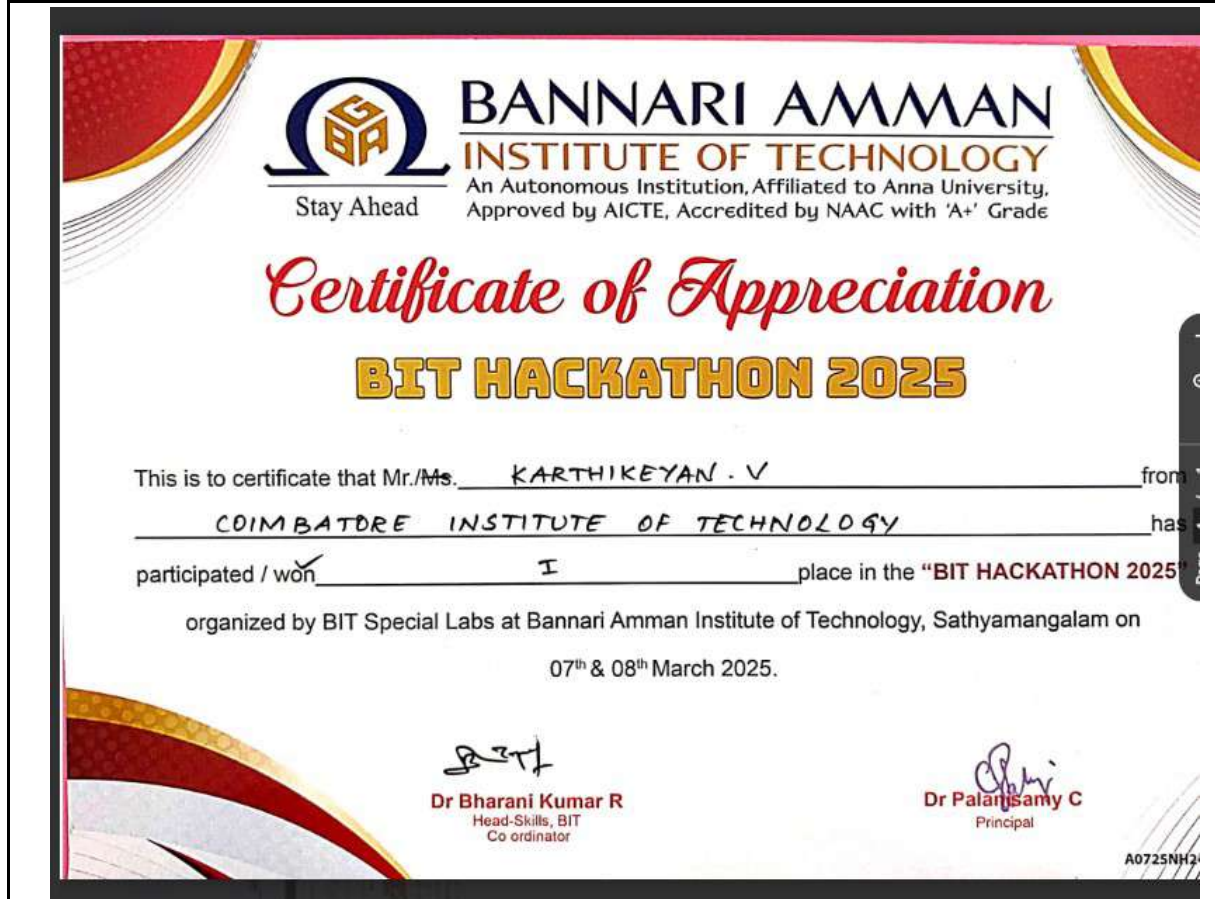 GBA
BANNARI AMMAN
INSTITUTE OF TECHNOLOGY
An Autonomous Institution, Affiliated to Anna University,
Approved by AICTE, Accredited by NAAC with 'A+' Grade
Stay Ahead
Certificate of Appreciation
BIT HACKATHON 2025
This is to certificate that Mr./Ms. KARTHIKEYAN . V from
COIMBATORE INSTITUTE OF TECHNOLOGY has
participated / won I place in the "BIT HACKATHON 2025"
organized by BIT Special Labs at Bannari Amman Institute of Technology, Sathyamangalam on
07th & 08th March 2025.
Dr Bharani Kumar R
Head-Skills, BIT
Co ordinator
Dr Palanisamy C
Principal